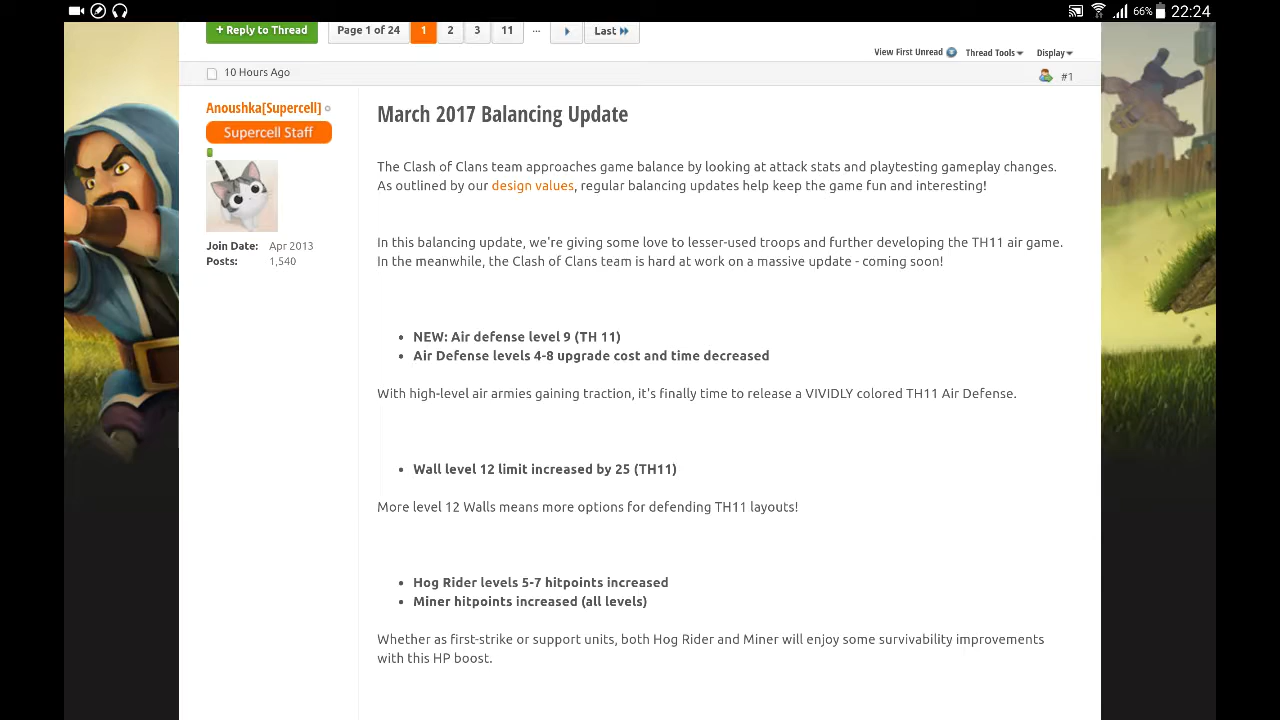 66% 22:24
+ Reply to Thread Page 1 of 24 1 2 3 11 ... Last
View First Unread Thread Tools Display
10 Hours Ago #1
Anoushka[Supercell]
Supercell Staff
Join Date: Apr 2013
Posts: 1,540
March 2017 Balancing Update
The Clash of Clans team approaches game balance by looking at attack stats and playtesting gameplay changes.
As outlined by our design values, regular balancing updates help keep the game fun and interesting!
In this balancing update, we're giving some love to lesser-used troops and further developing the TH11 air game.
In the meanwhile, the Clash of Clans team is hard at work on a massive update - coming soon!
• NEW: Air defense level 9 (TH 11)
• Air Defense levels 4-8 upgrade cost and time decreased
With high-level air armies gaining traction, it's finally time to release a VIVIDLY colored TH11 Air Defense.
• Wall level 12 limit increased by 25 (TH11)
More level 12 Walls means more options for defending TH11 layouts!
• Hog Rider levels 5-7 hitpoints increased
• Miner hitpoints increased (all levels)
Whether as first-strike or support units, both Hog Rider and Miner will enjoy some survivability improvements
with this HP boost.